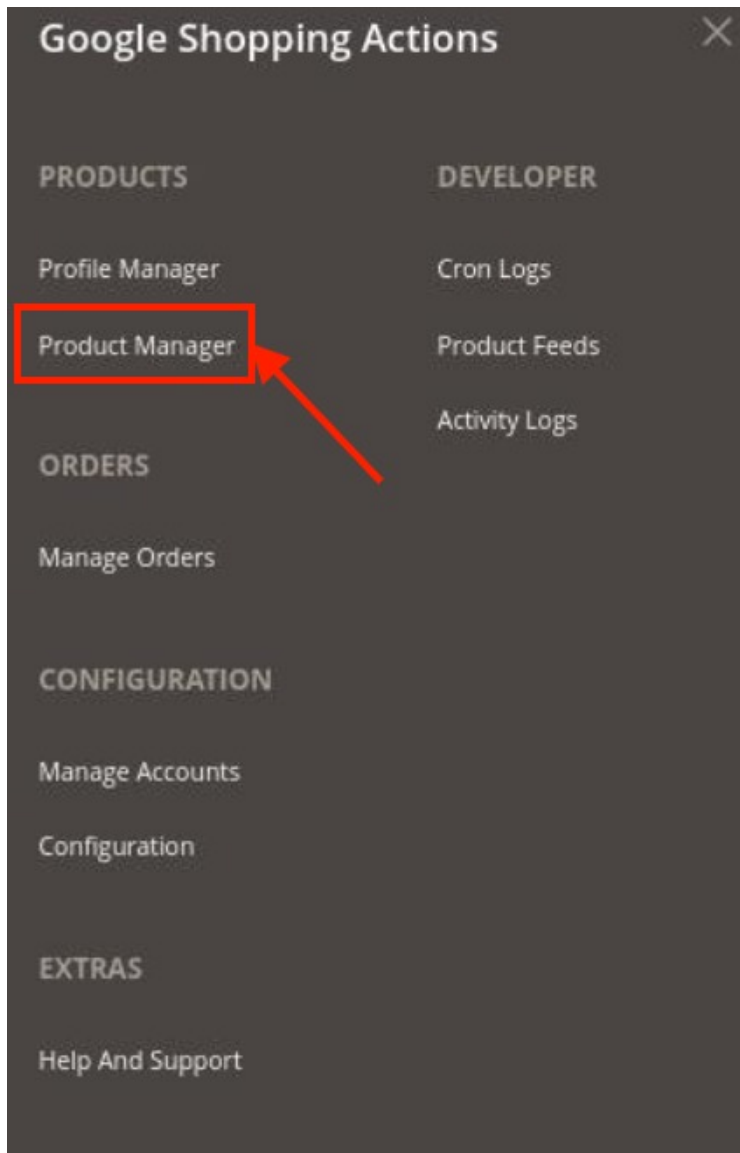 Google Shopping Actions
PRODUCTS
Profile Manager
Product Manager
ORDERS
Manage Orders
CONFIGURATION
Manage Accounts
Configuration
EXTRAS
Help And Support
DEVELOPER
Cron Logs
Product Feeds
Activity Logs